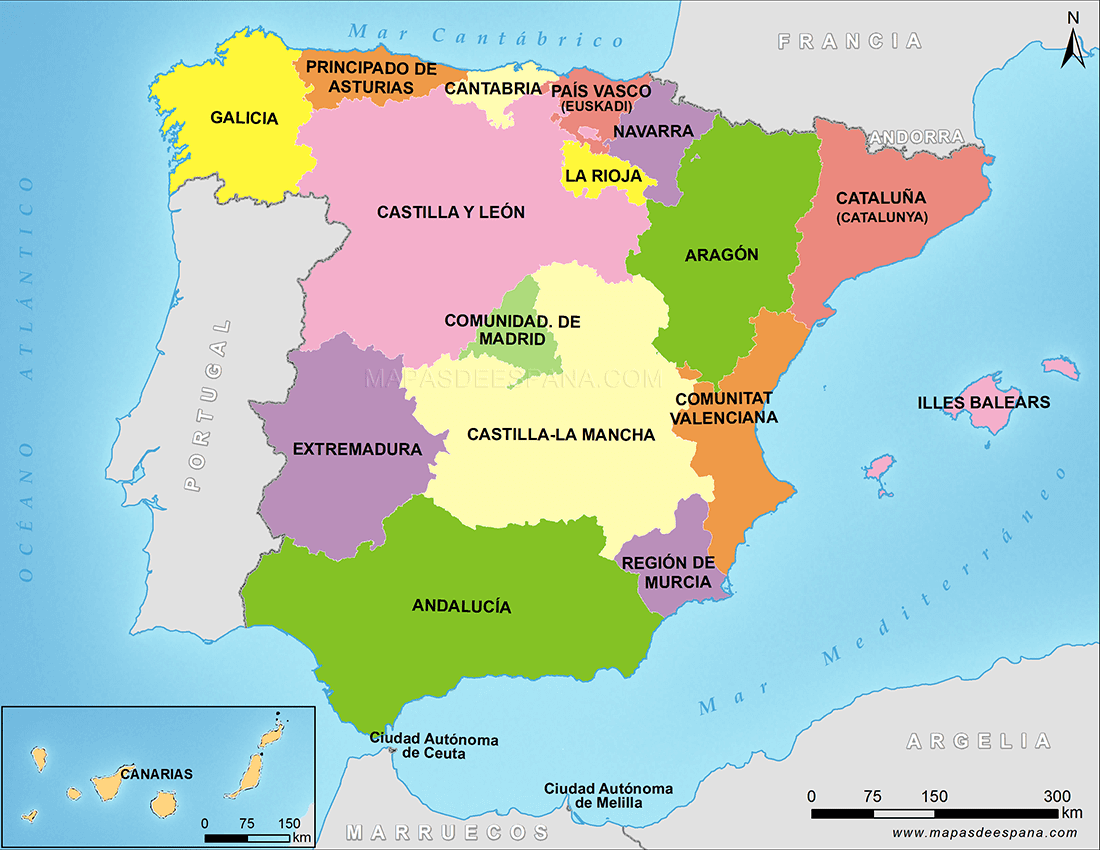 Mar Cantábrico
FRANCIA
N
PRINCIPADO DE
ASTURIAS
CANTABRIA
PAÍS VASCO
(EUSKADI)
GALICIA
NAVARRA
ANDORRA
LA RIOJA
CATALUÑA
(CATALUNYA)
CASTILLA Y LEÓN
ARAGÓN
OCÉANO ATLÁNTICO
COMUNIDAD. DE
MADRID
PORTUGAL
MAPASDEESPANA.COM
COMUNITAT
VALENCIANA
ILLES BALEARS
CASTILLA-LA MANCHA
EXTREMADURA
REGIÓN DE
MURCIA
ANDALUCÍA
Mar Mediterráneo
Ciudad Autónoma
de Ceuta
ARGELIA
CANARIAS
Ciudad Autónoma
de Melilla
0 75 150 300
km
0 75 150
km
MARRUECOS
www.mapasdeespana.com